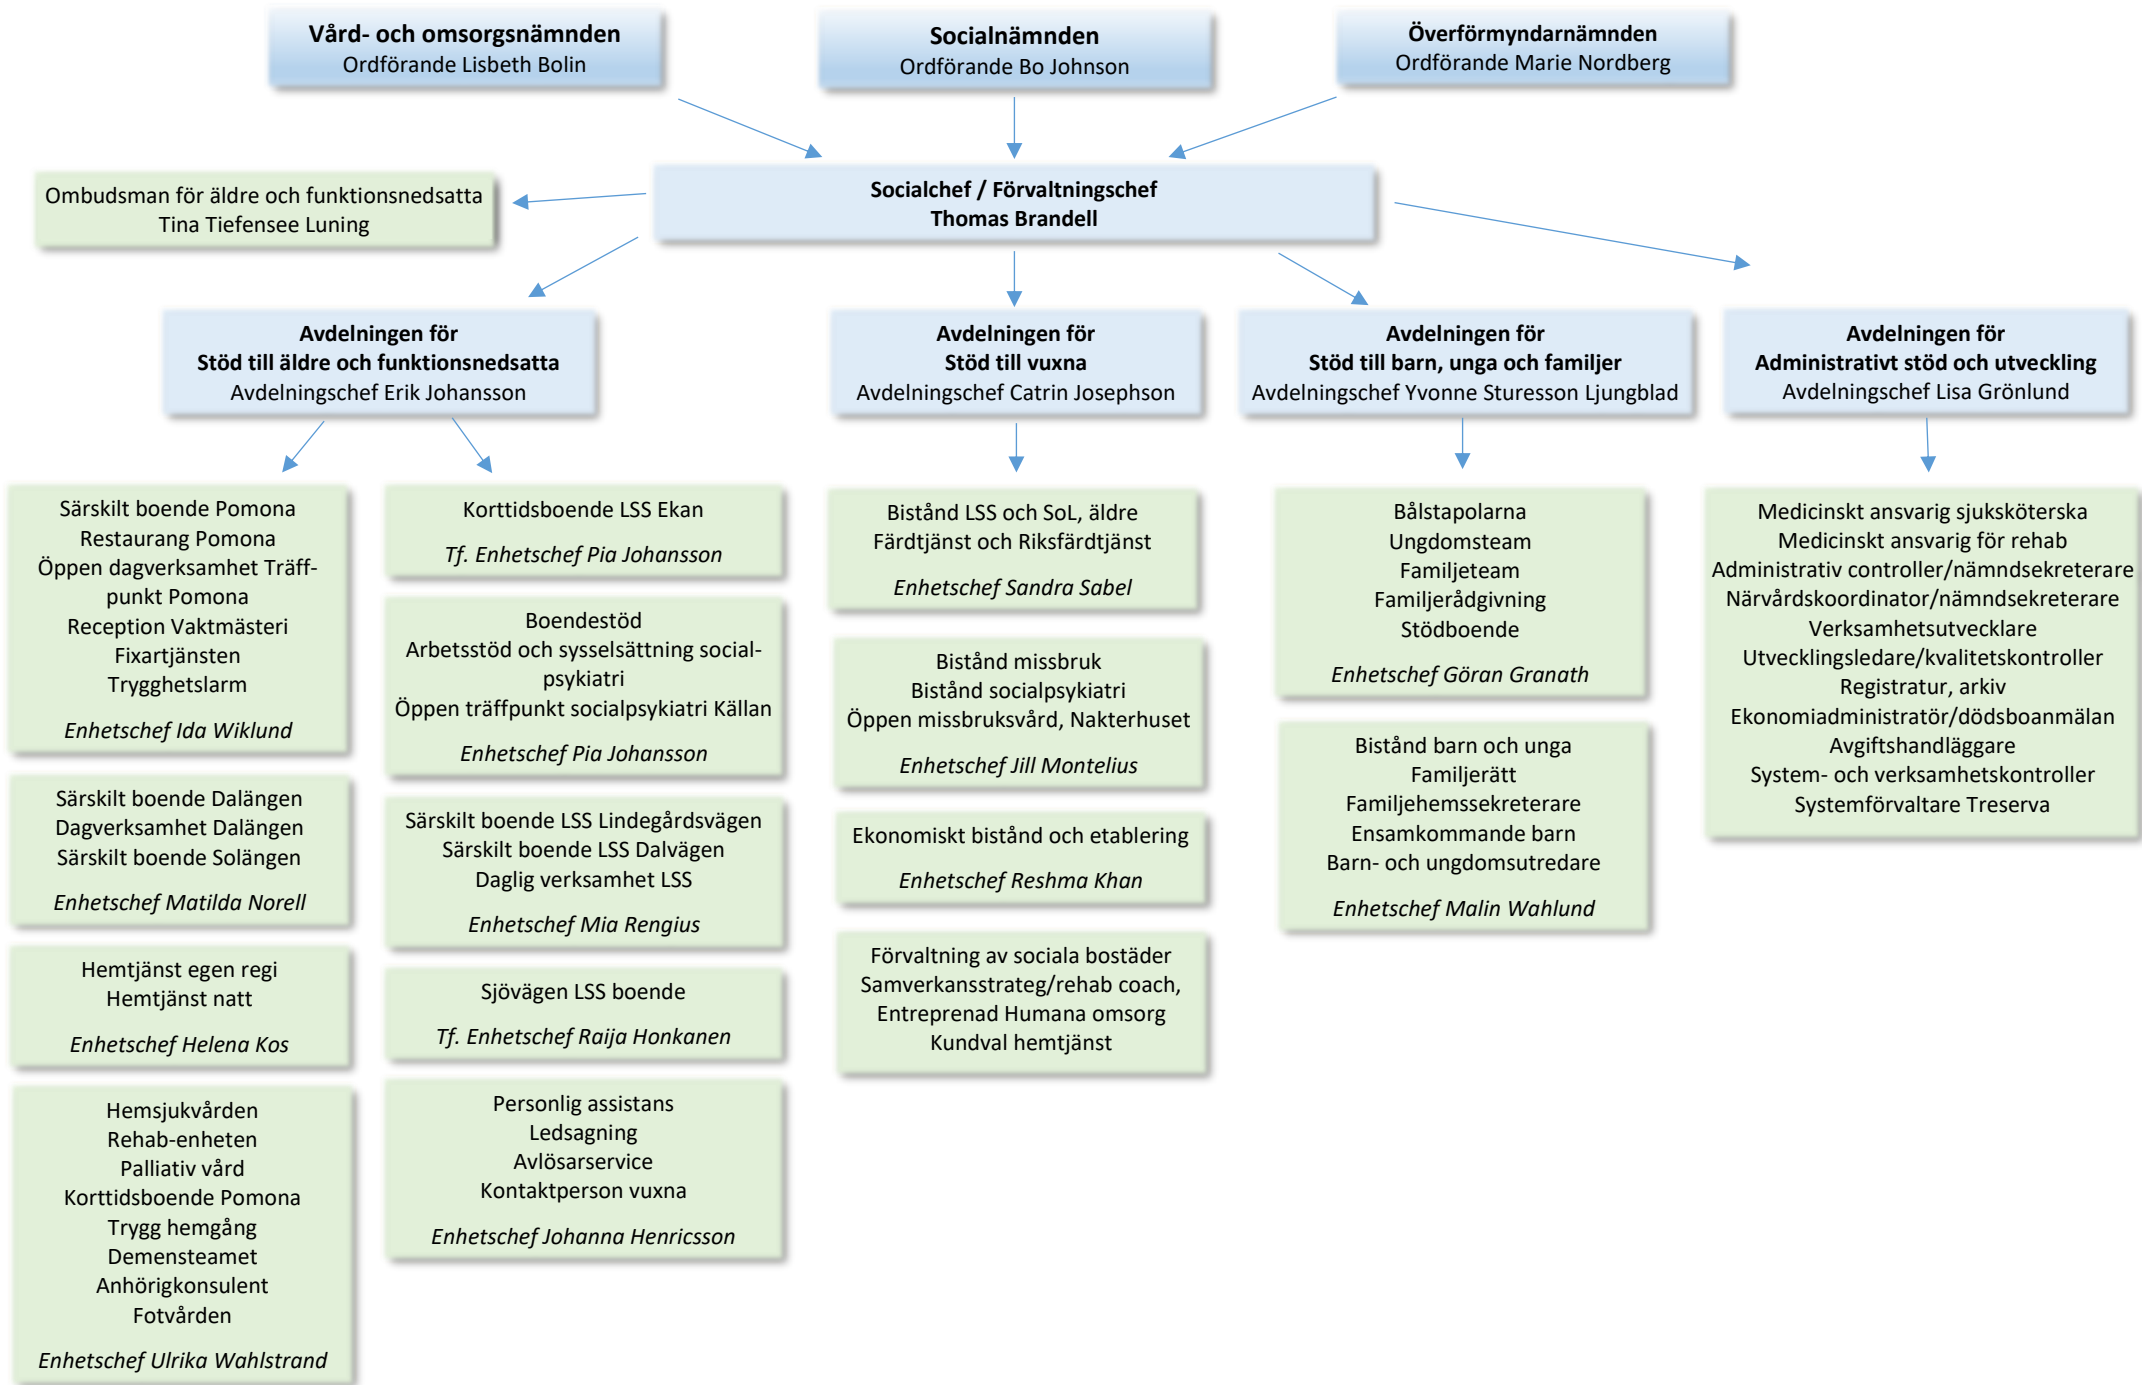 Vård- och omsorgsnämnden
Ordförande Lisbeth Bolin
Socialnämnden
Ordförande Bo Johnson
Överförmyndarnämnden
Ordförande Marie Nordberg
Ombudsman för äldre och funktionsnedsatta
Tina Tiefensee Luning
Socialchef / Förvaltningschef
Thomas Brandell
Avdelningen för
Stöd till äldre och funktionsnedsatta
Avdelningschef Erik Johansson
Avdelningen för
Stöd till vuxna
Avdelningschef Catrin Josephson
Avdelningen för
Stöd till barn, unga och familjer
Avdelningschef Yvonne Sturesson Ljungblad
Avdelningen för
Administrativt stöd och utveckling
Avdelningschef Lisa Grönlund
Särskilt boende Pomona
Restaurang Pomona
Öppen dagverksamhet Träff-
punkt Pomona
Reception Vaktmästeri
Fixartjänsten
Trygghetslarm
Enhetschef Ida Wiklund
Särskilt boende Dalängen
Dagverksamhet Dalängen
Särskilt boende Solängen
Enhetschef Matilda Norell
Hemtjänst egen regi
Hemtjänst natt
Enhetschef Helena Kos
Hemsjukvården
Rehab-enheten
Palliativ vård
Korttidsboende Pomona
Trygg hemgång
Demensteamet
Anhörigkonsulent
Fotvården
Enhetschef Ulrika Wahlstrand
Korttidsboende LSS Ekan
Tf. Enhetschef Pia Johansson
Boendestöd
Arbetsstöd och sysselsättning social-
psykiatri
Öppen träffpunkt socialpsykiatri Källan
Enhetschef Pia Johansson
Särskilt boende LSS Lindegårdsvägen
Särskilt boende LSS Dalvägen
Daglig verksamhet LSS
Enhetschef Mia Rengius
Sjövägen LSS boende
Tf. Enhetschef Raija Honkanen
Personlig assistans
Ledsagning
Avlösarservice
Kontaktperson vuxna
Enhetschef Johanna Henricsson
Bistånd LSS och SoL, äldre
Färdtjänst och Riksfärdtjänst
Enhetschef Sandra Sabel
Bistånd missbruk
Bistånd socialpsykiatri
Öppen missbruksvård, Nakterhuset
Enhetschef Jill Montelius
Ekonomiskt bistånd och etablering
Enhetschef Reshma Khan
Förvaltning av sociala bostäder
Samverkansstrateg/rehab coach,
Entreprenad Humana omsorg
Kundval hemtjänst
Bålstapolarna
Ungdomsteam
Familjeteam
Familjerådgivning
Stödboende
Enhetschef Göran Granath
Bistånd barn och unga
Familjerätt
Familjehemssekreterare
Ensamkommande barn
Barn- och ungdomsutredare
Enhetschef Malin Wahlund
Medicinskt ansvarig sjuksköterska
Medicinskt ansvarig för rehab
Administrativ controller/nämndsekreterare
Närvårdskoordinator/nämndsekreterare
Verksamhetsutvecklare
Utvecklingsledare/kvalitetskontroller
Registratur, arkiv
Ekonomiadministratör/dödsboanmälan
Avgiftshandläggare
System- och verksamhetskontroller
Systemförvaltare Treserva